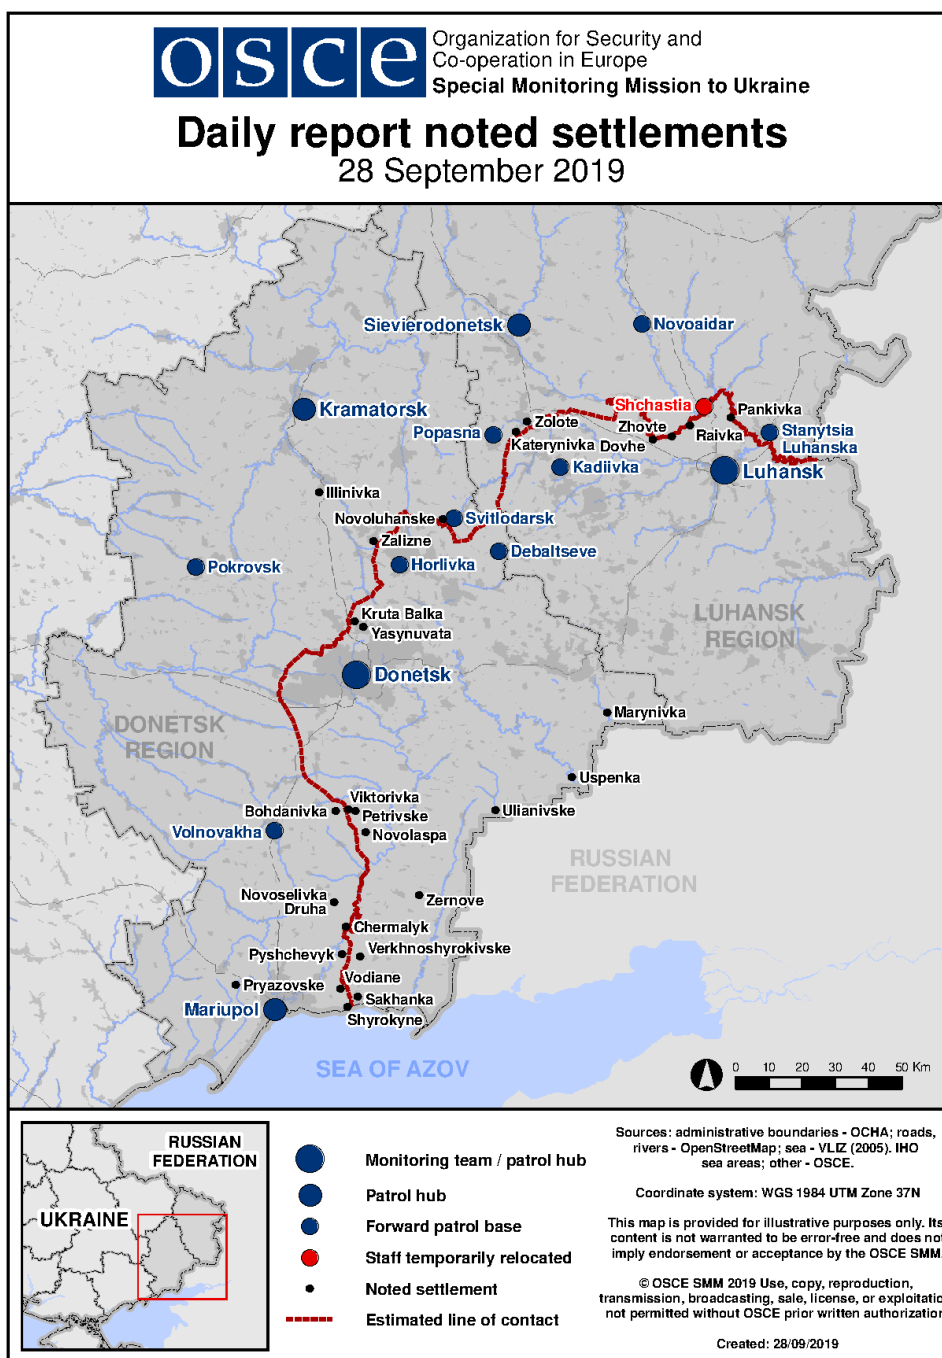 osce
Organization for Security and
Co-operation in Europe
Special Monitoring Mission to Ukraine
Daily report noted settlements
28 September 2019
Sievierodonetsk
Novoaidar
Kramatorsk
Shchastia
Pankivka
Zolote
Zhovte
Raivka
Stanytsia
Luhanska
Popasna
Katerynivka
Dovhe
Kadiivka
Luhansk
Illinivka
Novoluhanske
Svitlodarsk
Zalizne
Debaltseve
Pokrovsk
Horlivka
Kruta Balka
Yasynuvata
LUHANSK
REGION
Donetsk
Marynivka
DONETSK
REGION
Uspenka
Viktorivka
Bohdanivka
Petrivske
Ulianivske
Volnovakha
Novolaspa
RUSSIAN
FEDERATION
Novoselivka
Druha
Zernove
Chermalyk
Pyshchevyk
Verkhnoshyrokivske
Vodiane
Pryazovske
Sakhanka
Mariupol
Shyrokyne
SEA OF AZOV
0 10 20 30 40 50 Km
RUSSIAN
FEDERATION
UKRAINE
Monitoring team / patrol hub
Patrol hub
Forward patrol base
Staff temporarily relocated
Noted settlement
Estimated line of contact
Sources: administrative boundaries - OCHA; roads,
rivers - OpenStreetMap; sea - VLIZ (2005). IHO
sea areas; other - OSCE.
Coordinate system: WGS 1984 UTM Zone 37N
This map is provided for illustrative purposes only. Its
content is not warranted to be error-free and does not
imply endorsement or acceptance by the OSCE SMM.
© OSCE SMM 2019 Use, copy, reproduction,
transmission, broadcasting, sale, license, or exploitatio
not permitted without OSCE prior written authorization
Created: 28/09/2019